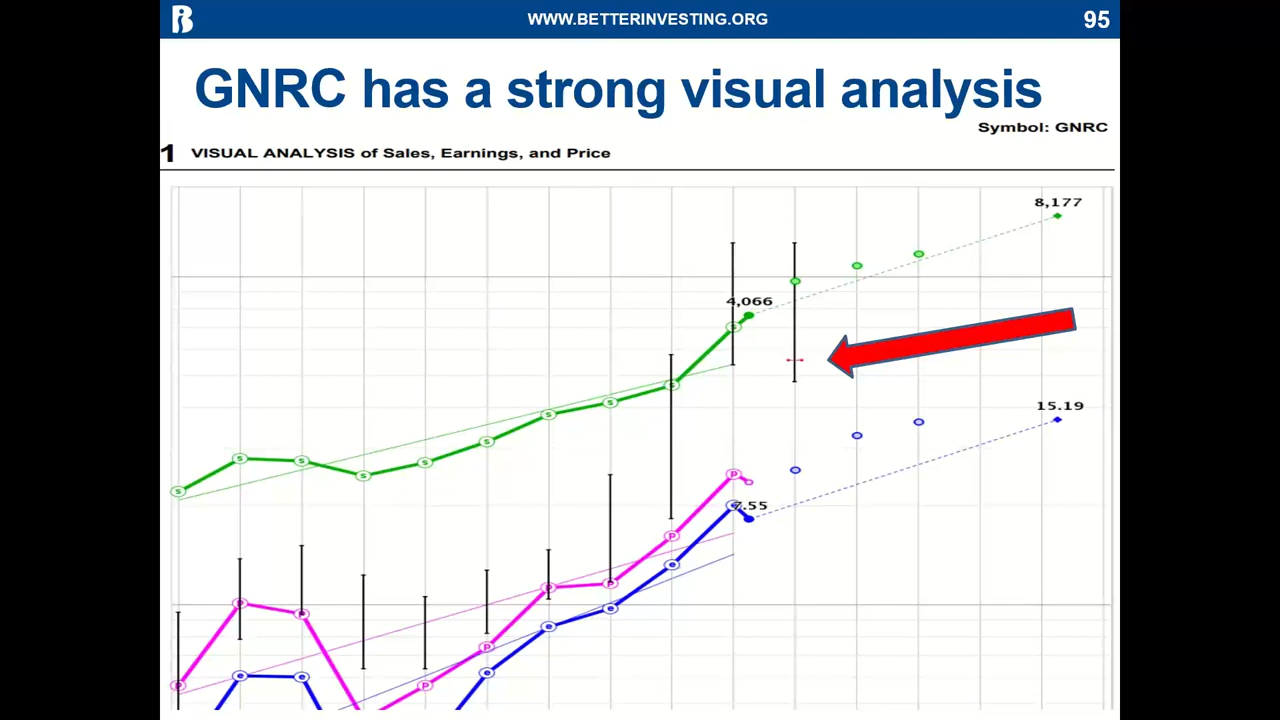 WWW.BETTERINVESTING.ORG
95
GNRC has a strong visual analysis
Symbol: GNRC
1 VISUAL ANALYSIS of Sales, Earnings, and Price
8,177
4,066
15.19
7.55
s
s
s
s
s
s
s
s
s
s
p
p
p
p
p
p
p
p
p
e
e
e
e
e
e
e